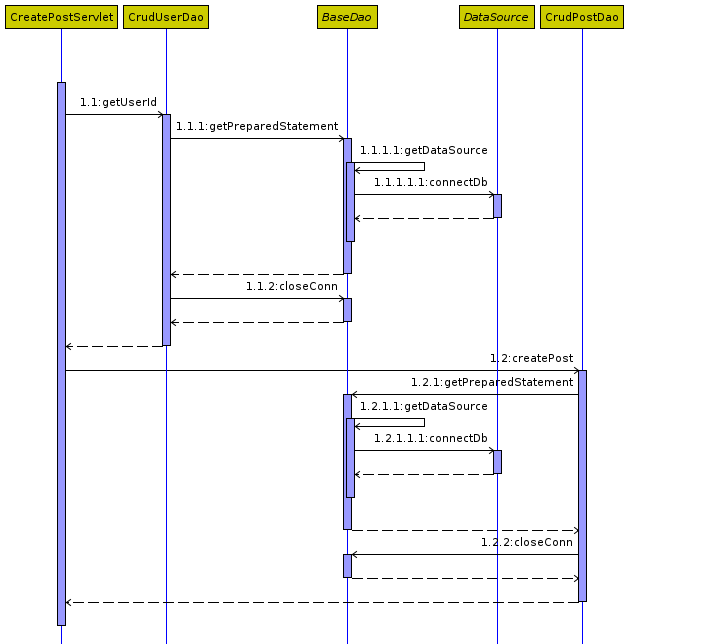 CreatePostServlet
CrudUserDao
BaseDao
DataSource
CrudPostDao
1.1:getUserId
1.1.1:getPreparedStatement
1.1.1.1:getDataSource
1.1.1.1.1:connectDb
1.1.2:closeConn
1.2:createPost
1.2.1:getPreparedStatement
1.2.1.1:getDataSource
1.2.1.1.1:connectDb
1.2.2:closeConn